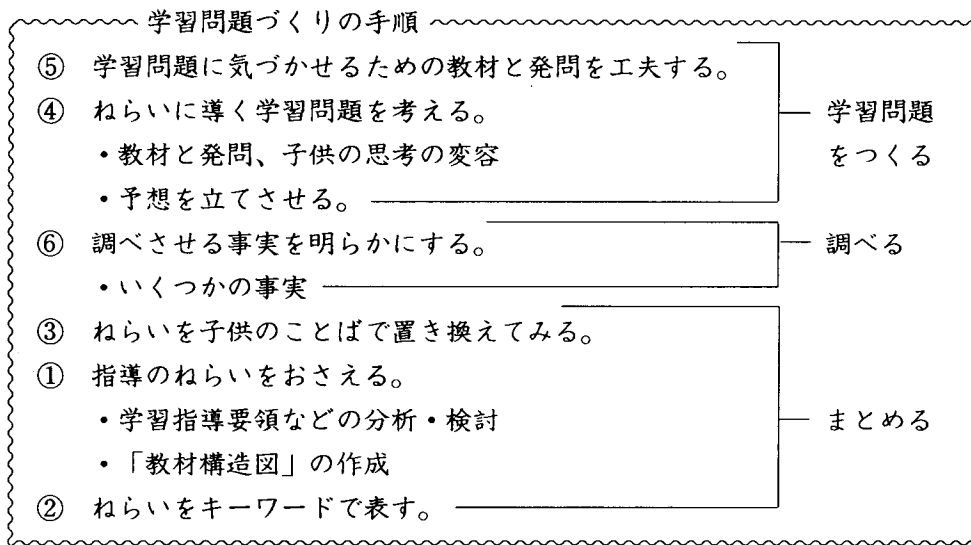 学習問題づくりの手順
⑤ 学習問題に気づかせるための教材と発問を工夫する。
④ ねらいに導く学習問題を考える。
・教材と発問、子供の思考の変容
・予想を立てさせる。
学習問題
をつくる
⑥ 調べさせる事実を明らかにする。
・いくつかの事実
調べる
③ ねらいを子供のことばで置き換えてみる。
① 指導のねらいをおさえる。
・学習指導要領などの分析・検討
・「教材構造図」の作成
② ねらいをキーワードで表す。
まとめる